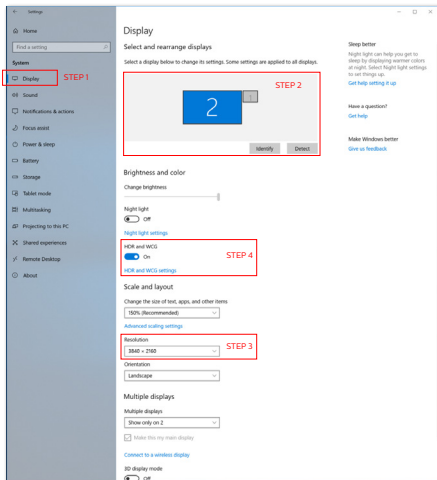 Settings
Home
Find a setting
System
Display
STEP 1
Sound
Notifications & actions
Focus assist
Power & sleep
Battery
Storage
Tablet mode
Multitasking
Projecting to this PC
Shared experiences
Remote Desktop
About
Display
Select and rearrange displays
Select a display below to change its settings. Some settings are applied to all displays.
STEP 2
2
1
Identify
Detect
Brightness and color
Change brightness
Night light
Off
Night light settings
HDR and WCG
On
STEP 4
HDR and WCG settings
Scale and layout
Change the size of text, apps, and other items
150% (Recommended)
Advanced scaling settings
Resolution
3840 × 2160
STEP 3
Orientation
Landscape
Multiple displays
Multiple displays
Show only on 2
Make this my main display
Connect to a wireless display
3D display mode
Off
Sleep better
Night light can help you get to
sleep by displaying warmer colors
at night. Select Night light settings
to set things up.
Get help setting it up
Have a question?
Get help
Make Windows better
Give us feedback